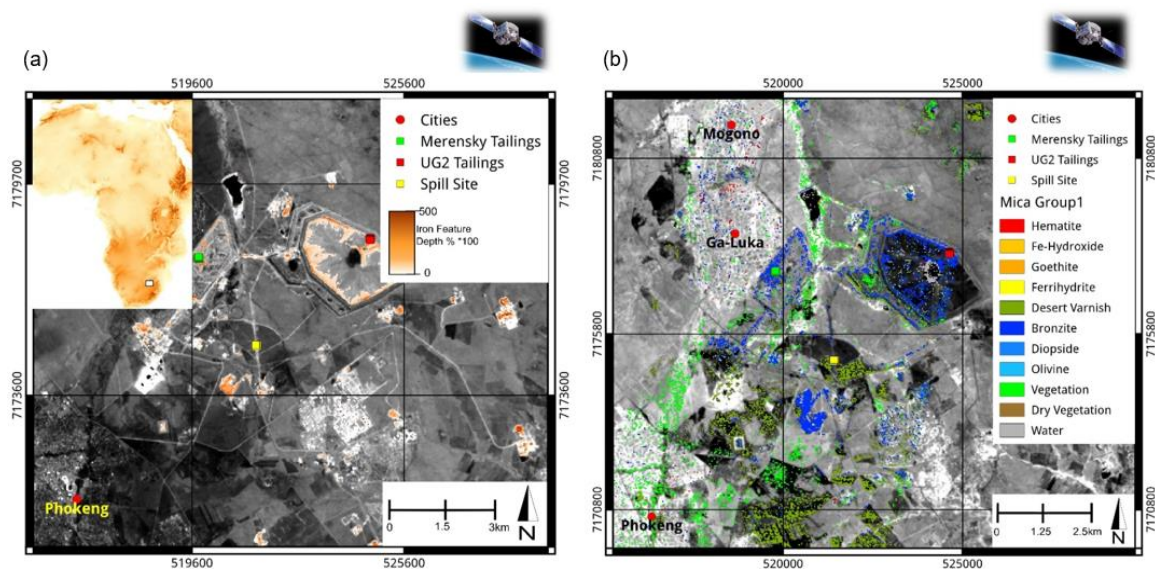 (a)
519600
525600
Cities
Merensky Tailings
UG2 Tailings
Spill Site
500
Iron Feature
Depth % *100
0
7179700
7179700
7173600
7173600
Phokeng
0
1.5
3km
N
519600
525600
(b)
520000
525000
Cities
Merensky Tailings
UG2 Tailings
Spill Site
Mica Group1
Hematite
Fe-Hydroxide
Goethite
Ferrihydrite
Desert Varnish
Bronzite
Diopside
Olivine
Vegetation
Dry Vegetation
Water
Mogono
Ga-Luka
Phokeng
7180800
7180800
7175800
7175800
7170800
7170800
0
1.25
2.5km
N
520000
525000